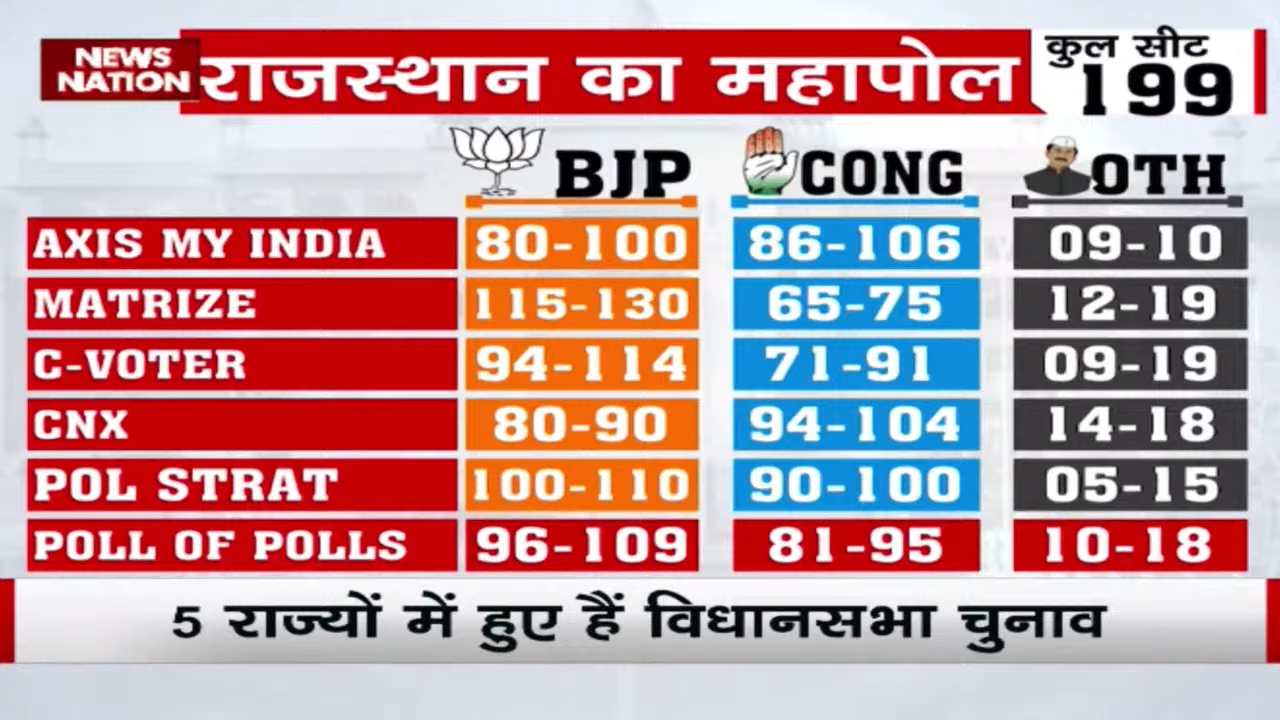 NEWS
NATION
राजस्थान का महापोल
कुल सीट
199
BJP CONG OTH
AXIS MY INDIA 80-100 86-106 09-10
MATRIZE 115-130 65-75 12-19
C-VOTER 94-114 71-91 09-19
CNX 80-90 94-104 14-18
POL STRAT 100-110 90-100 05-15
POLL OF POLLS 96-109 81-95 10-18
5 राज्यों में हुए हैं विधानसभा चुनाव